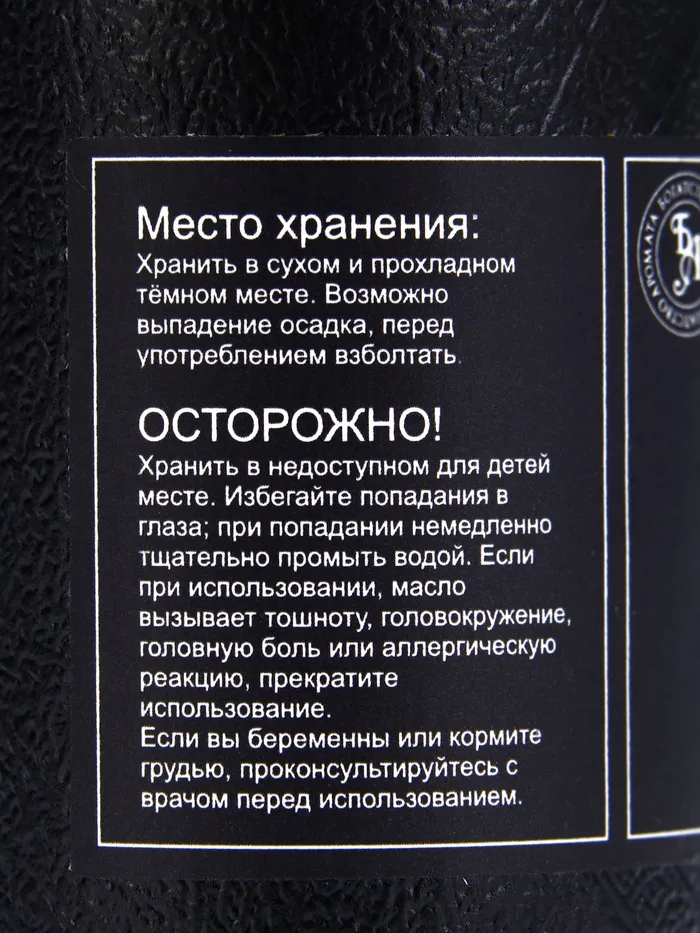 Место хранения:
Хранить в сухом и прохладном
тёмном месте. Возможно
выпадение осадка, перед
употреблением взболтать.
ОСТОРОЖНО!
Хранить в недоступном для детей
месте. Избегайте попадания в
глаза; при попадании немедленно
тщательно промыть водой. Если
при использовании, масло
вызывает тошноту, головокружение,
головную боль или аллергическую
реакцию, прекратите
использование.
Если вы беременны или кормите
грудью, проконсультируйтесь с
врачом перед использованием.
АРОМАТА